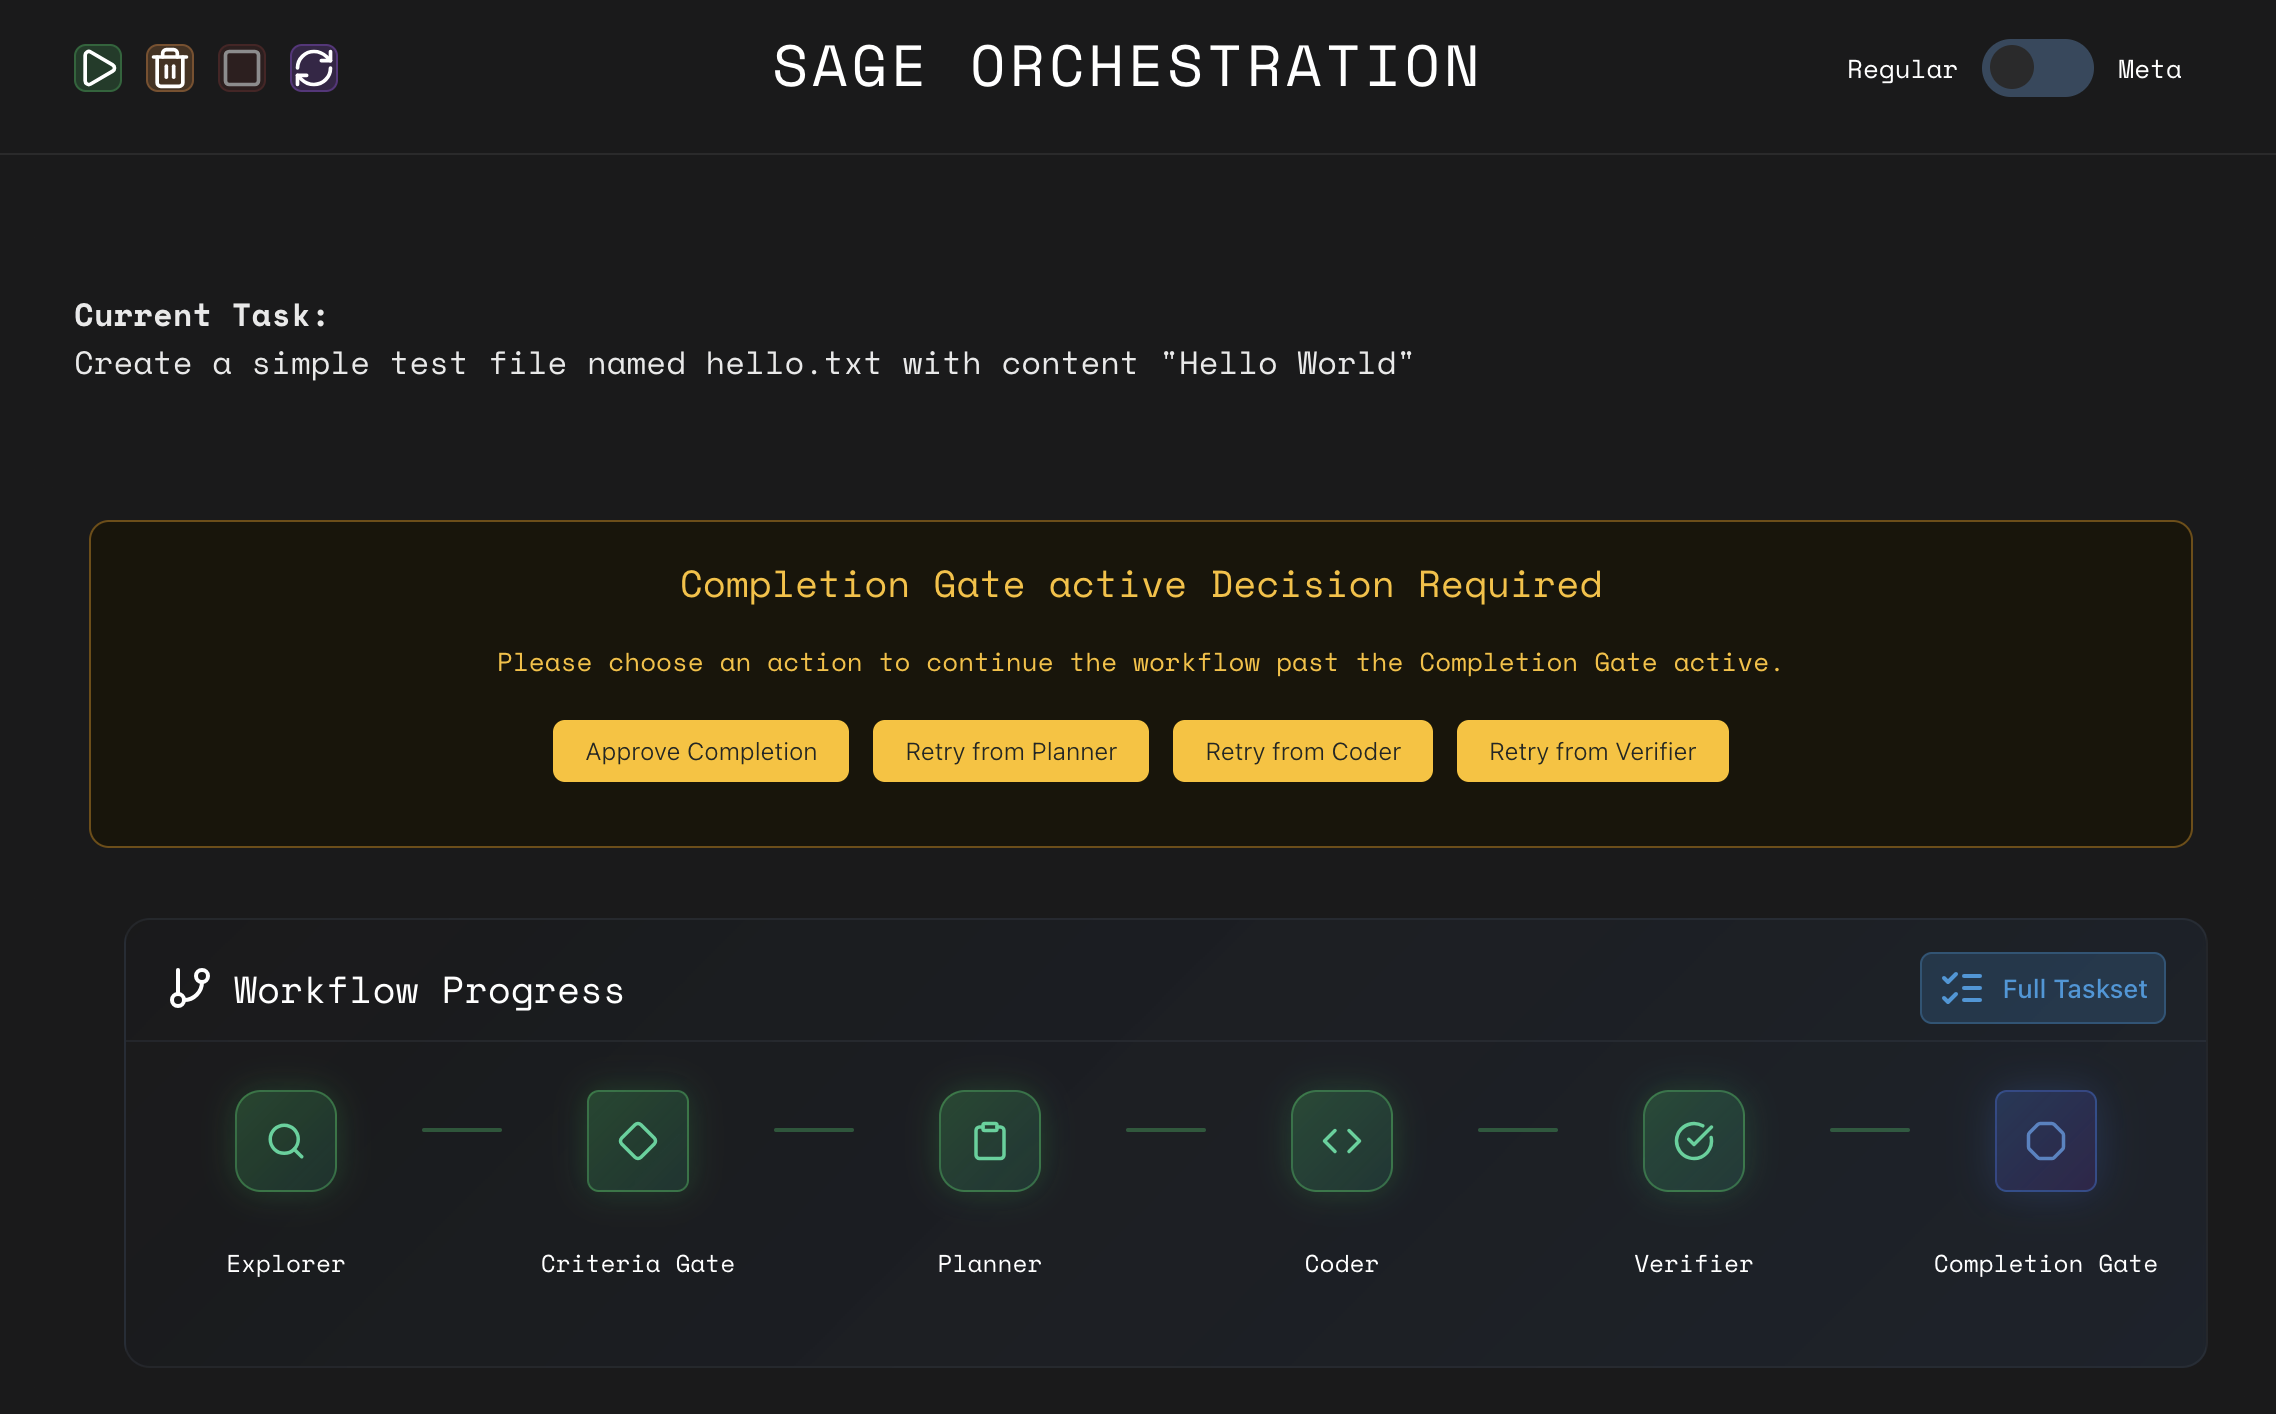 SAGE ORCHESTRATION
Regular
Meta
Current Task:
Create a simple test file named hello.txt with content "Hello World"
Completion Gate active Decision Required
Please choose an action to continue the workflow past the Completion Gate active.
Approve Completion
Retry from Planner
Retry from Coder
Retry from Verifier
Workflow Progress
Full Taskset
Explorer
Criteria Gate
Planner
Coder
Verifier
Completion Gate